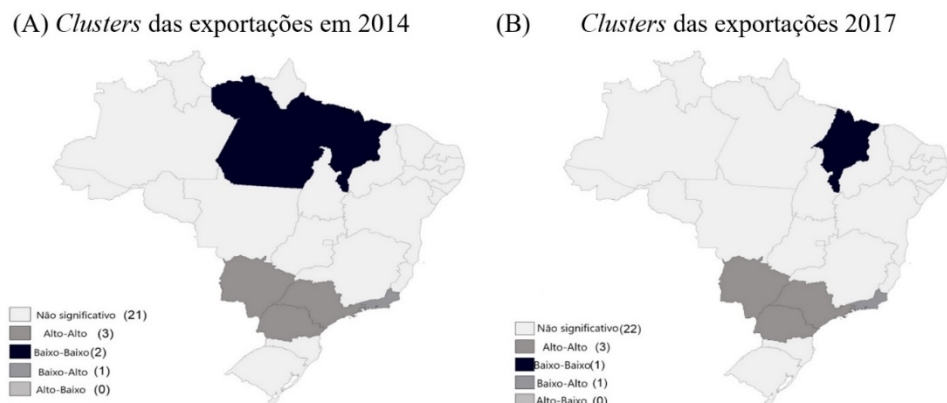 (A) Clusters das exportações em 2014
(B) Clusters das exportações 2017
Não significativo (21)
Alto-Alto (3)
Baixo-Baixo (2)
Baixo-Alto (1)
Alto-Baixo (0)
Não significativo (22)
Alto-Alto (3)
Baixo-Baixo (1)
Baixo-Alto (1)
Alto-Baixo (0)